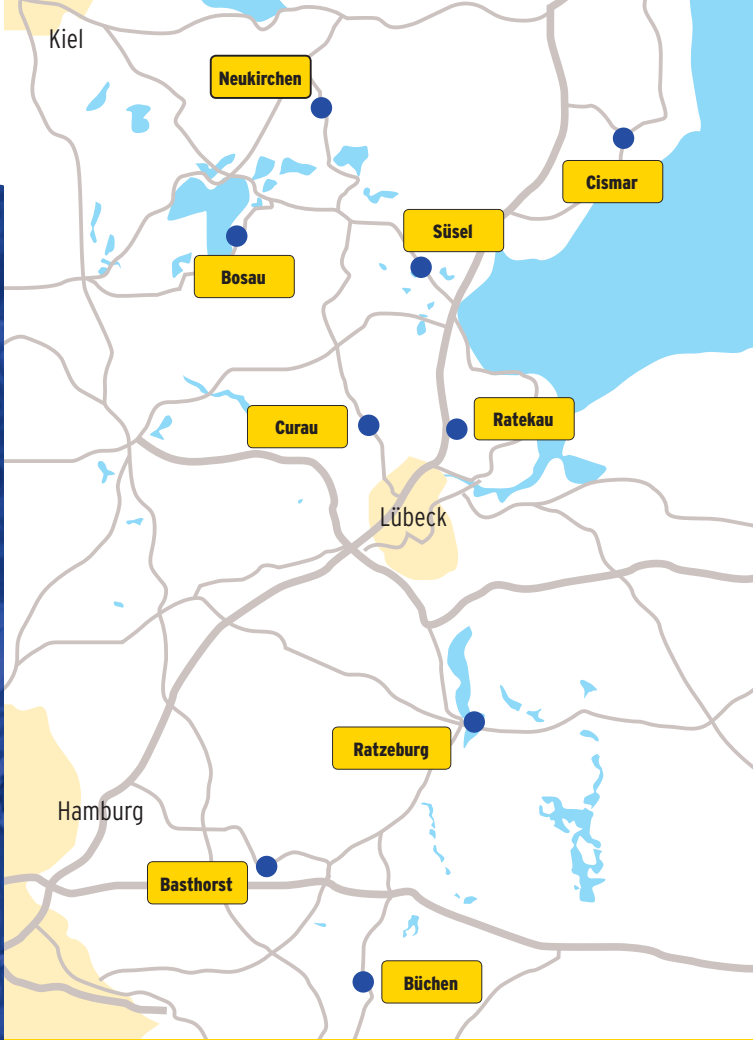 Kiel
Neukirchen
Cismar
Süsel
Bosau
Curau
Ratekau
Lübeck
Ratzeburg
Hamburg
Basthorst
Büchen